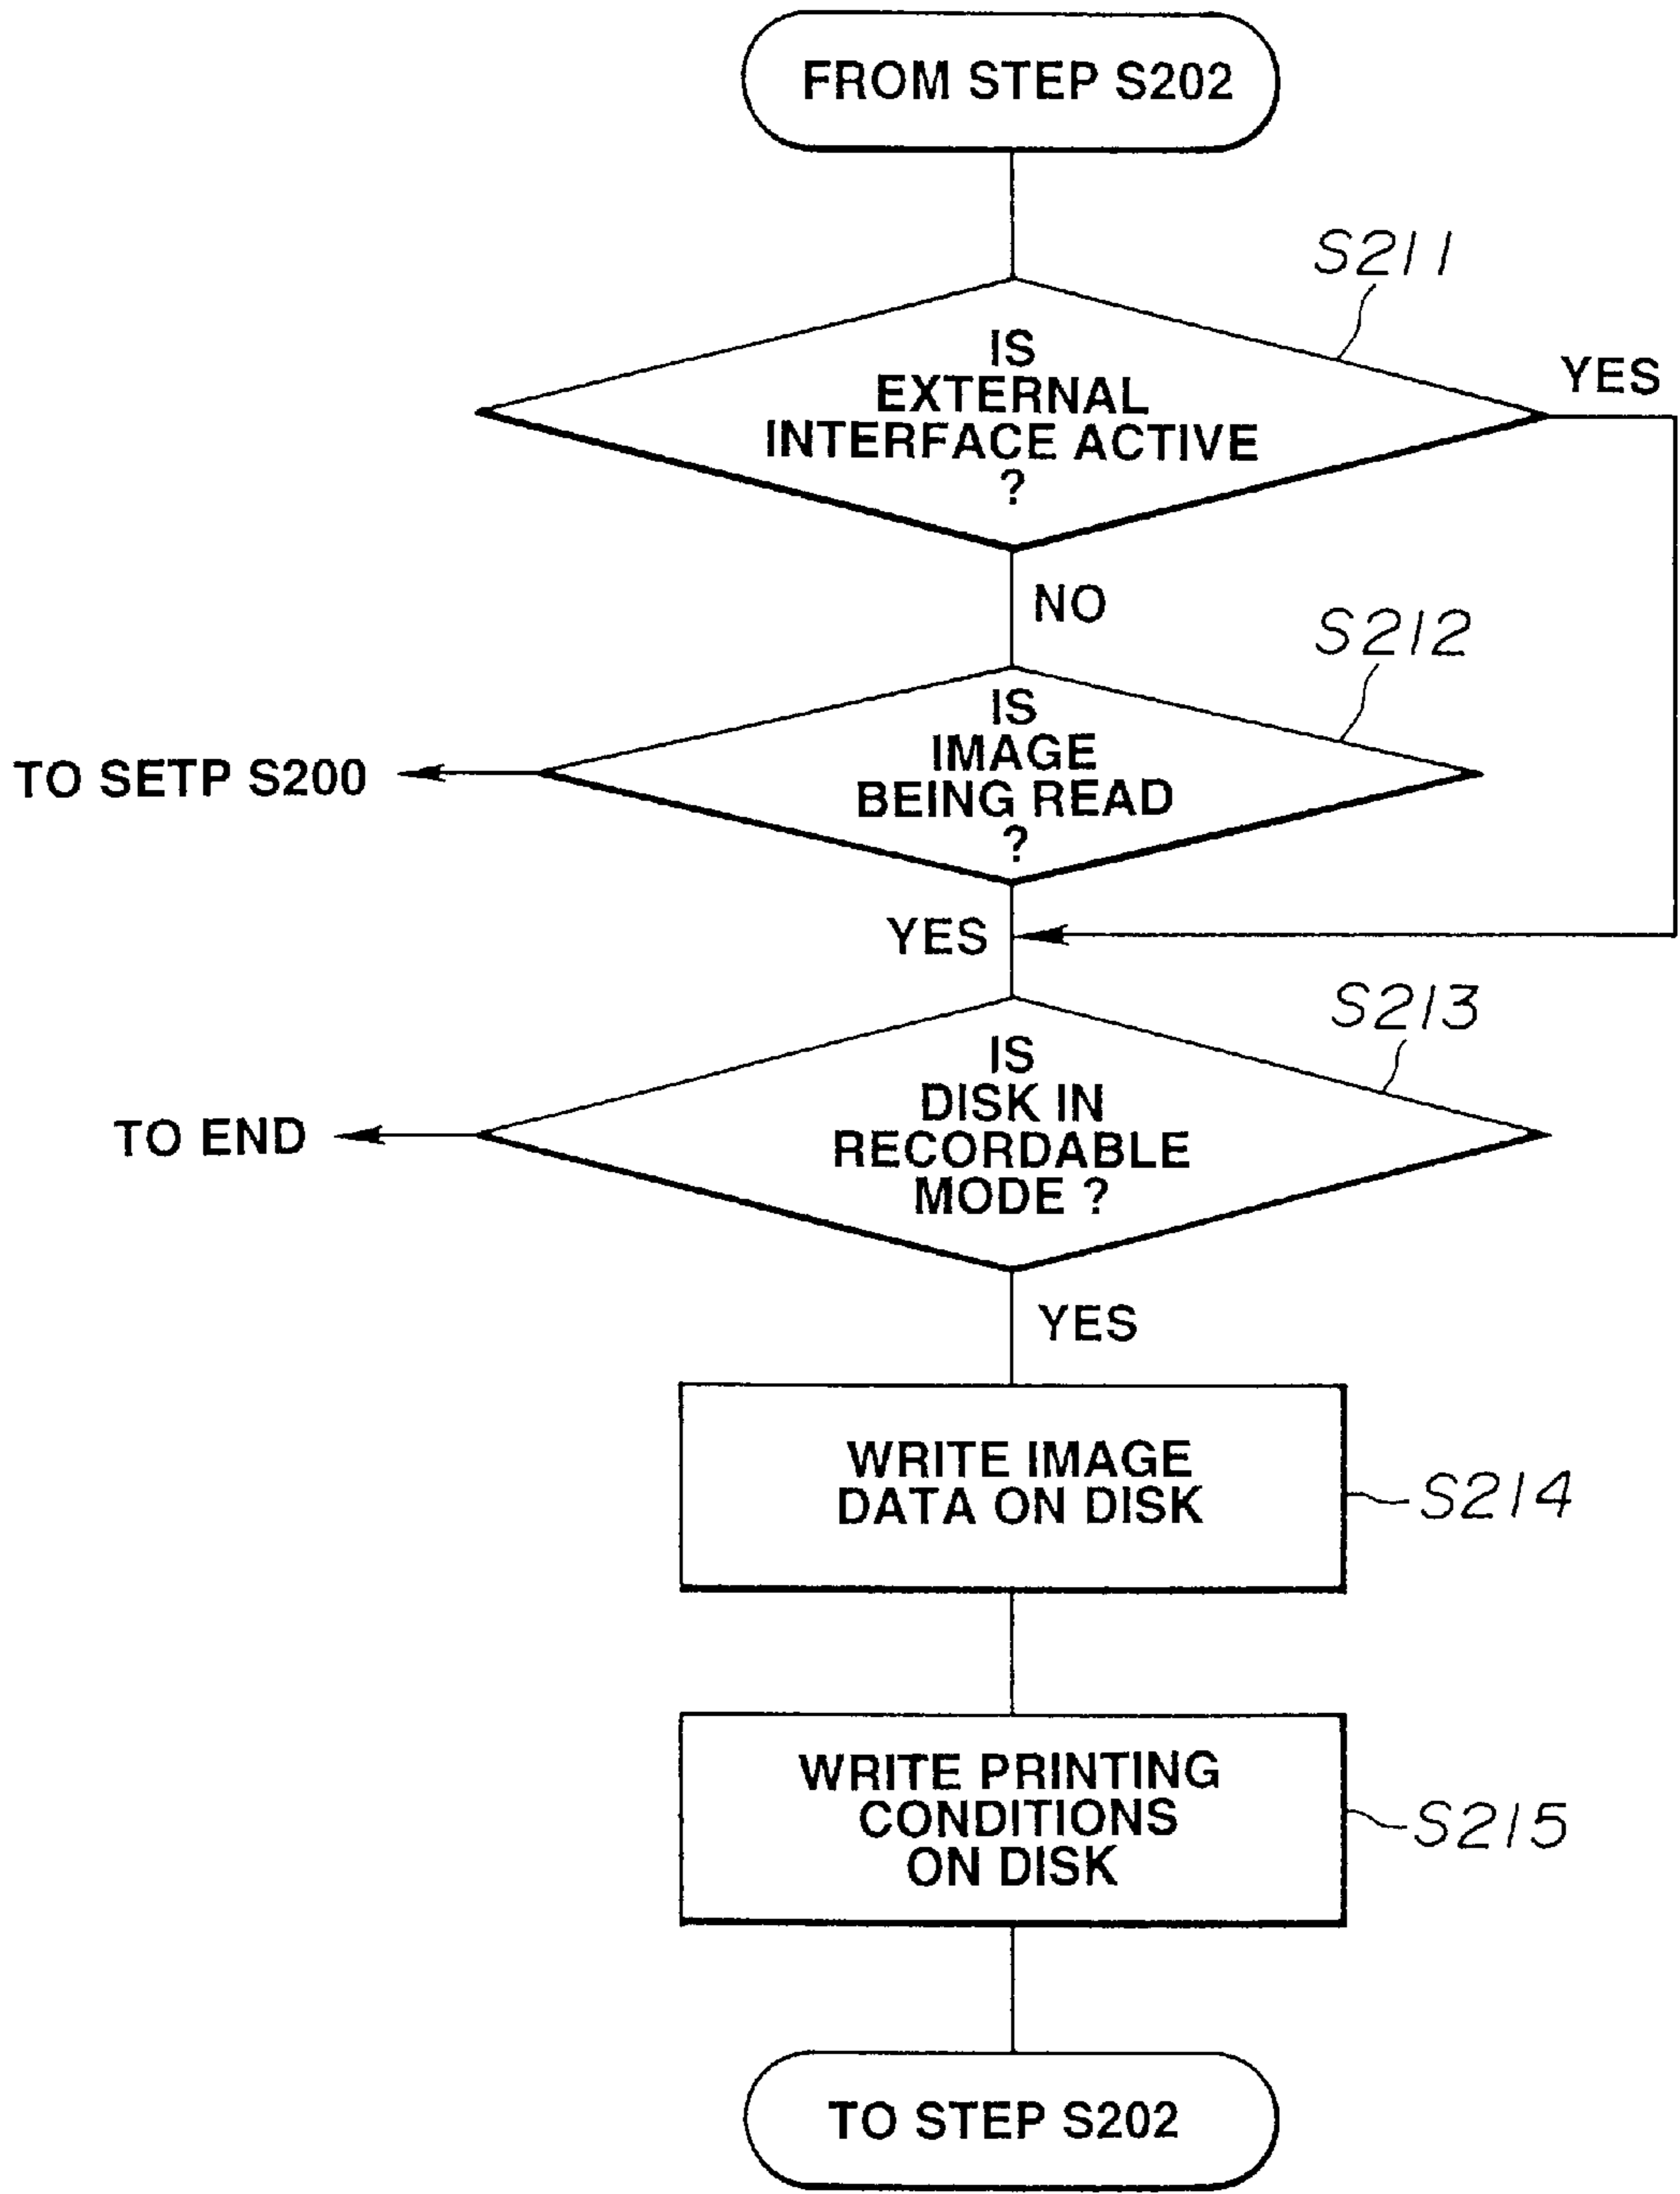 FROM STEP S202
S211
IS
EXTERNAL
INTERFACE ACTIVE
?
YES
NO
S212
IS
IMAGE
BEING READ
?
TO SETP S200
YES
S213
IS
DISK IN
RECORDABLE
MODE ?
TO END
YES
WRITE IMAGE
DATA ON DISK
S214
WRITE PRINTING
CONDITIONS
ON DISK
S215
TO STEP S202